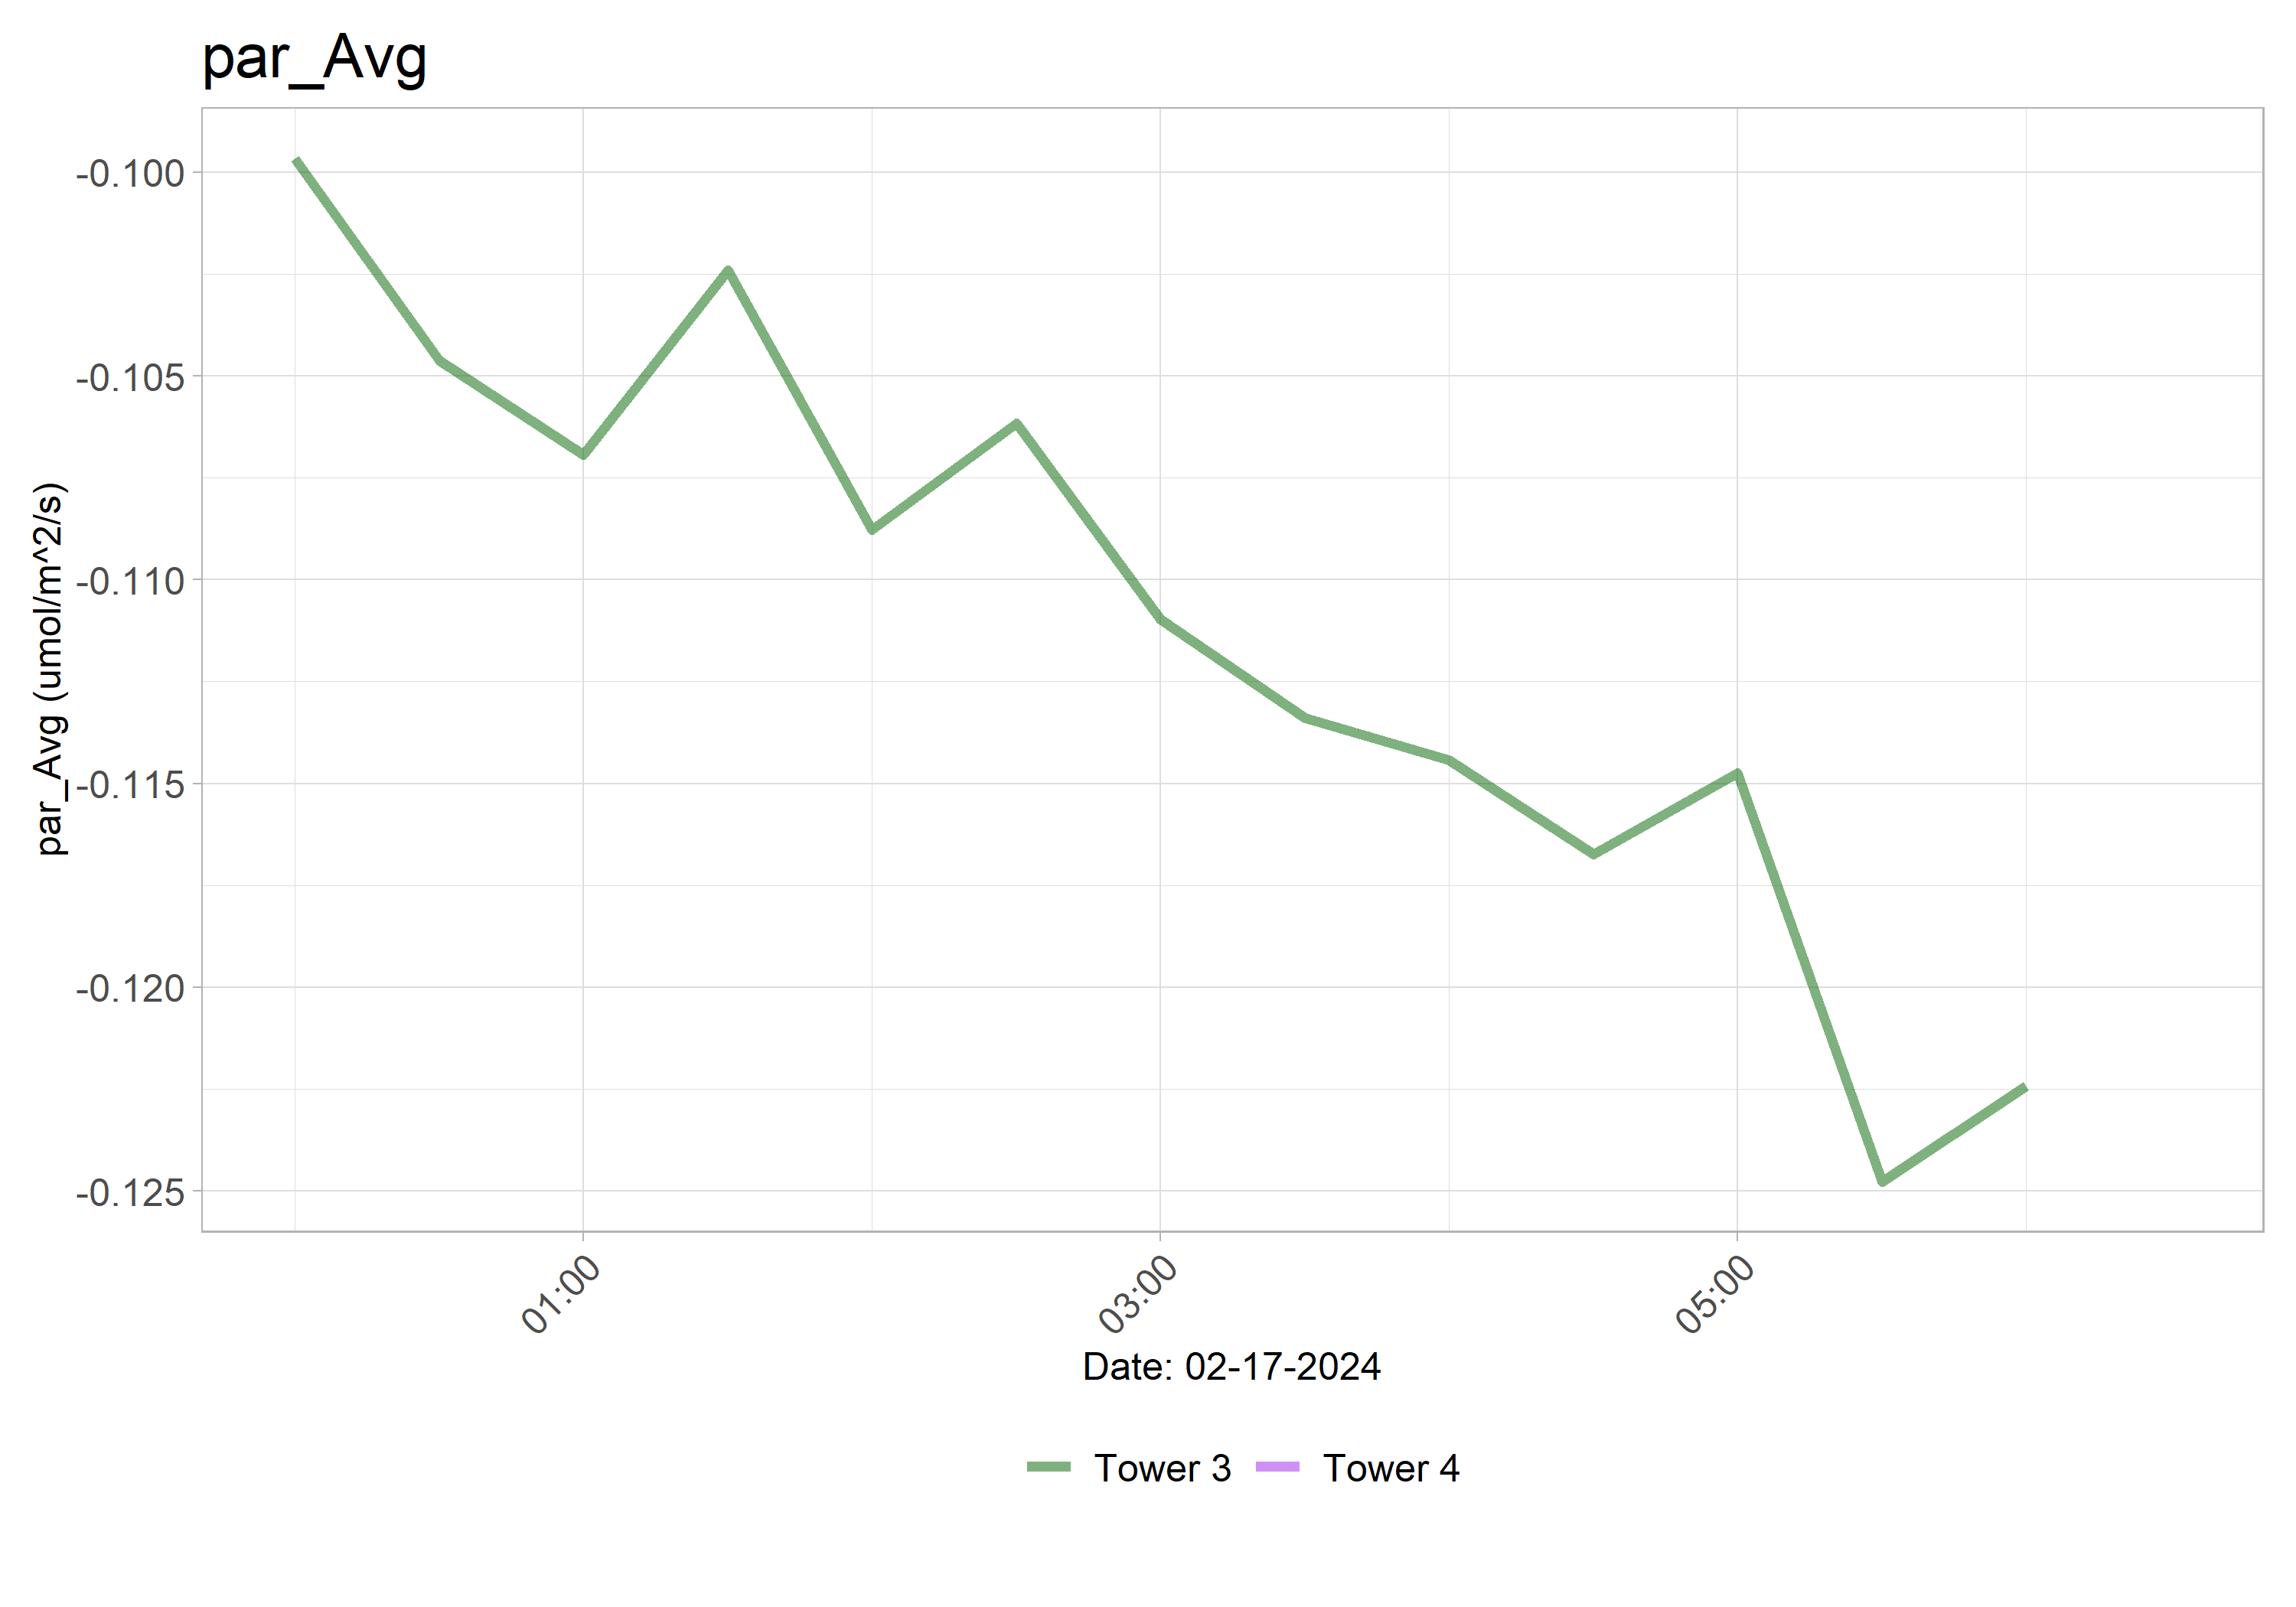 par_Avg
par_Avg (umol/m^2/s)
-0.100
-0.105
-0.110
-0.115
-0.120
-0.125
01:00
03:00
05:00
Date: 02-17-2024
Tower 3
Tower 4